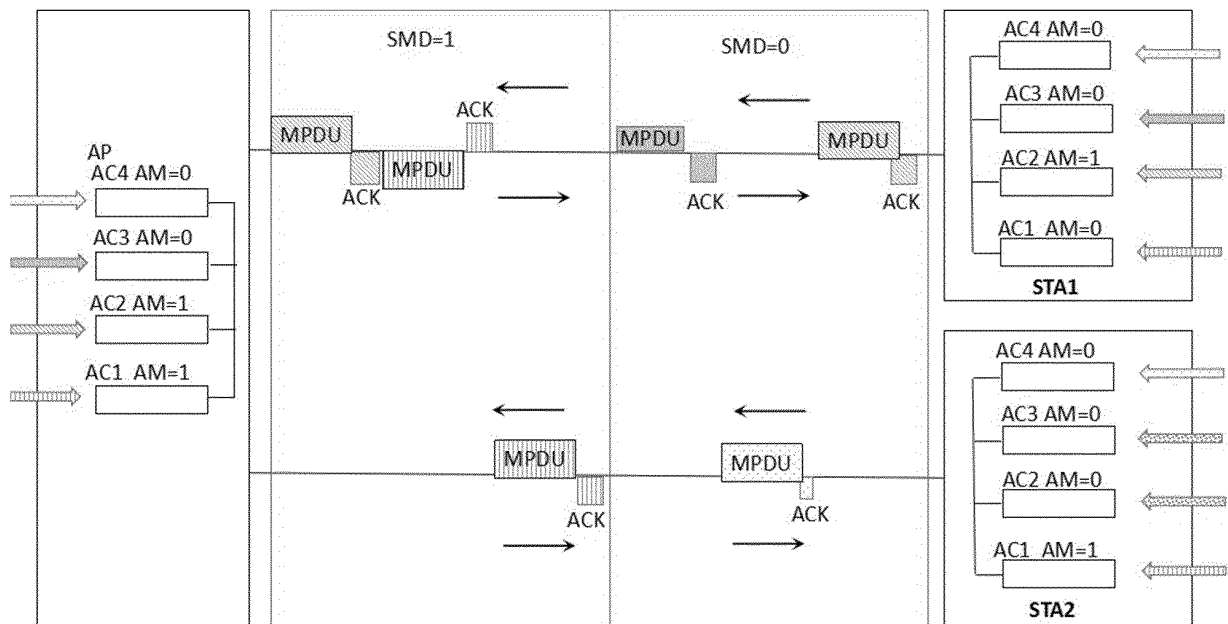 SMD=1
SMD=0
AP
AC4 AM=0
AC3 AM=0
AC2 AM=1
AC1 AM=1
MPDU
ACK
MPDU
ACK
MPDU
ACK
MPDU
ACK
AC4 AM=0
AC3 AM=0
AC2 AM=1
AC1 AM=0
STA1
MPDU
ACK
MPDU
ACK
AC4 AM=0
AC3 AM=0
AC2 AM=0
AC1 AM=1
STA2